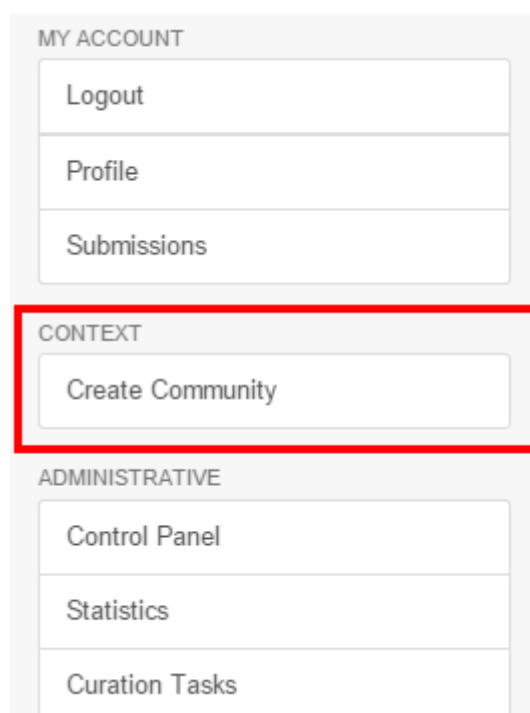 MY ACCOUNT
Logout
Profile
Submissions
CONTEXT
Create Community
ADMINISTRATIVE
Control Panel
Statistics
Curation Tasks